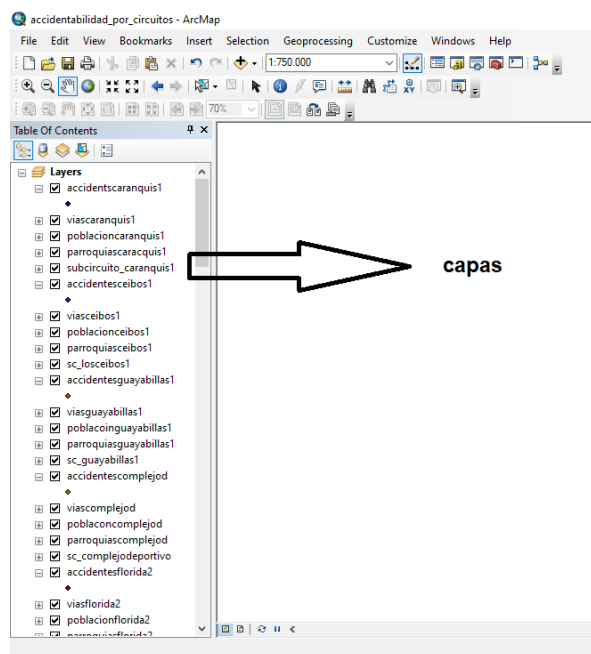 accidentabilidad_por_circuitos - ArcMap
File Edit View Bookmarks Insert Selection Geoprocessing Customize Windows Help
1:750.000
70%
Table Of Contents
Layers
accidentscaranquis1
viascaranquis1
poblacioncaranquis1
parroquiascaracquis1
subcircuito_caranquis1
capas
accidentesceibos1
viasceibos1
poblacionceibos1
parroquiasceibos1
sc_losceibos1
accidentesguayabillas1
viasguayabillas1
poblacoinguayabillas1
parroquiasguayabillas1
sc_guayabillas1
accidentescomplejod
viascomplejod
poblaconcomplejod
parroquiascomplejod
sc_complejodeportivo
accidentesflorida2
viasflorida2
poblacionflorida2
parroquiasflorida2